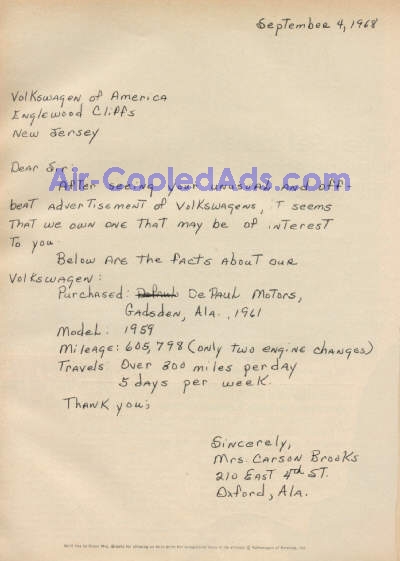 September 4, 1968
Volkswagen of America
Englewood Cliffs
New Jersey
Dear Sir:
Air-CooledAds.com
After seeing your unusual and off
beat advertisement of Volkswagens, it seems
that we own one that may be of interest
to you.
Below are the facts about our
Volkswagen:
Purchased: DePaul De Paul Motors,
Gadsden, Ala., 1961
Model: 1959
Mileage: 605,798 (only two engine changes)
Travels Over 300 miles per day
5 days per week.
Thank you;
Sincerely,
Mrs. Carson Brooks
210 East 4th St.
Oxford, Ala.